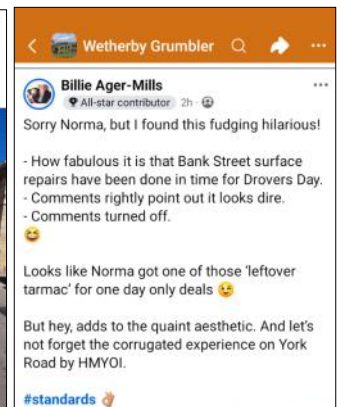 Wetherby Grumbler
Billie Ager-Mills
All-star contributor 2h
Sorry Norma, but I found this fudging hilarious!
- How fabulous it is that Bank Street surface
repairs have been done in time for Drovers Day.
- Comments rightly point out it looks dire.
- Comments turned off.
😂
Looks like Norma got one of those 'leftover
tarmac' for one day only deals 😉
But hey, adds to the quaint aesthetic. And let's
not forget the corrugated experience on York
Road by HMYOI.
#standards 👌